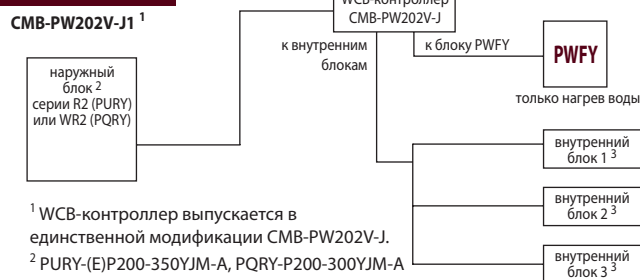 CMB-PW202V-J1 ¹
WCB-контроллер
CMB-PW202V-J
к внутренним
блокам
к блоку PWFY
PWFY
только нагрев воды
наружный
блок ²
серии R2 (PURY)
или WR2 (PQRY)
внутренний
блок 1 ³
внутренний
блок 2 ³
внутренний
блок 3 ³
¹ WCB-контроллер выпускается в
единственной модификации CMB-PW202V-J.
² PURY-(E)P200-350YJM-A, PQRY-P200-300YJM-A